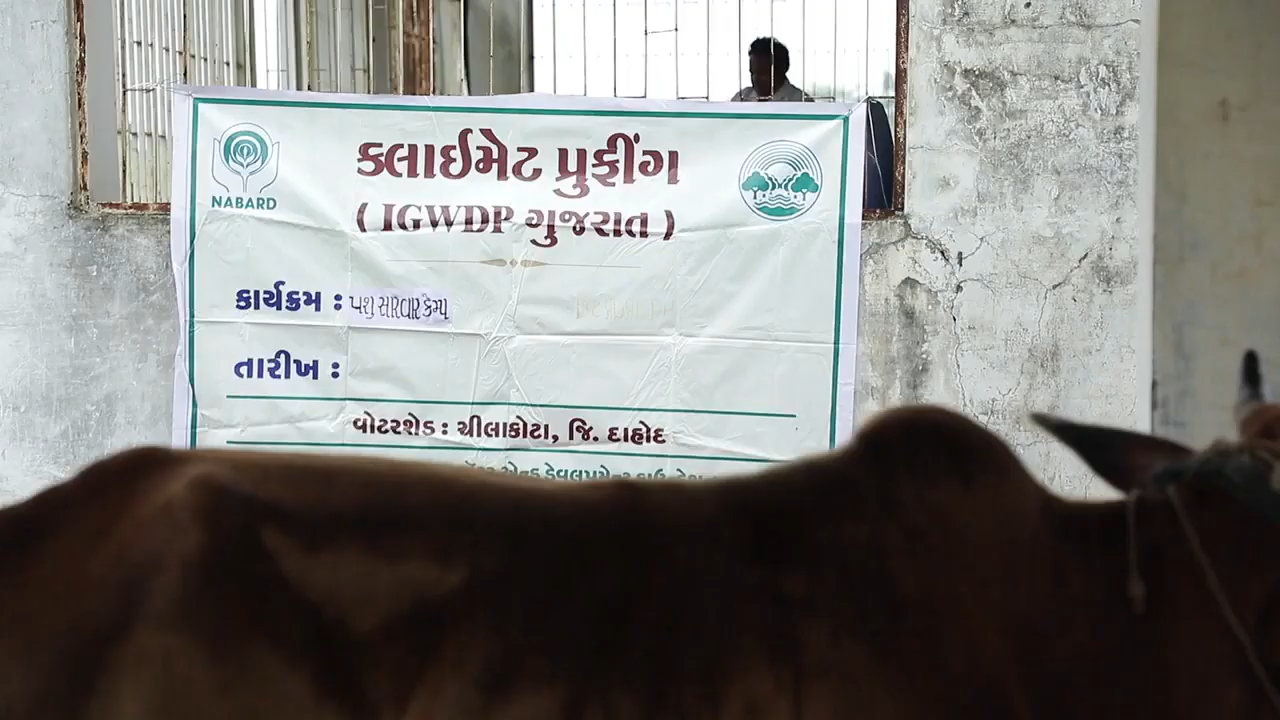 NABARD
ક્લાઈમેટ પ્રુફીંગ
( IGWDP ગુજરાત )
કાર્યક્રમ : પશુ સારવાર કેમ્પ
તારીખ :
વોટરશેડ : ચીલાકોટા, જિ. દાહોદ